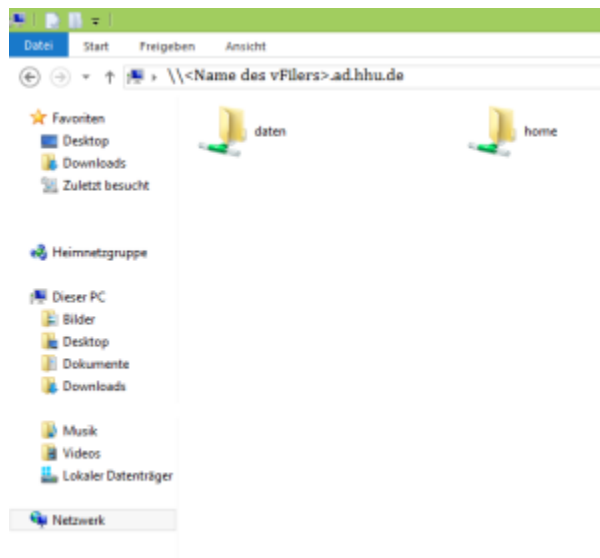 Datei Start Freigeben Ansicht
\\<Name des vFilers>.ad.hhu.de
Favoriten
Desktop
Downloads
Zuletzt besucht
Heimnetzgruppe
Dieser PC
Bilder
Desktop
Dokumente
Downloads
Musik
Videos
Lokaler Datenträger
Netzwerk
daten home